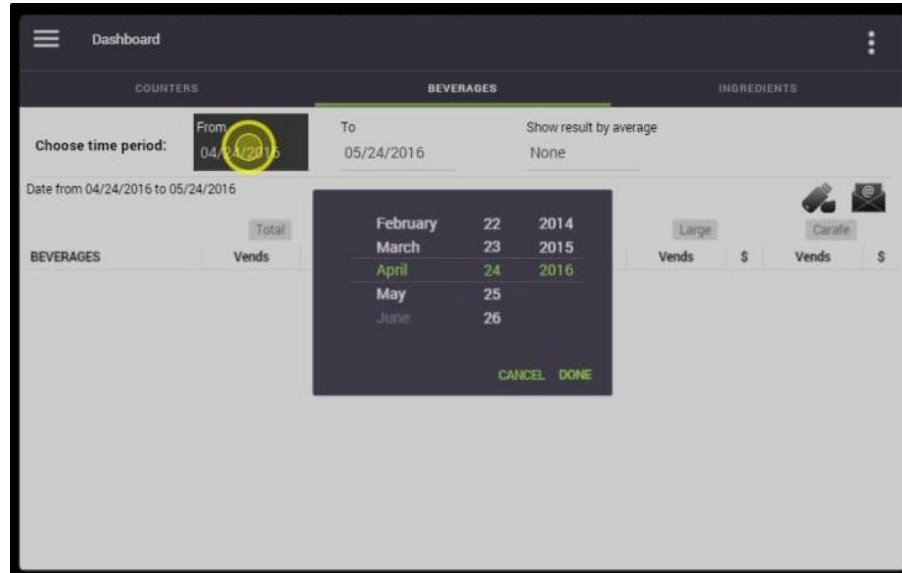 Dashboard
COUNTERS BEVERAGES INGREDIENTS
Choose time period:
From
04/24/2016
To
05/24/2016
Show result by average
None
Date from 04/24/2016 to 05/24/2016
Total Large Carafe
BEVERAGES Vends Vends $ Vends $
February 22 2014
March 23 2015
April 24 2016
May 25
June 26
CANCEL DONE